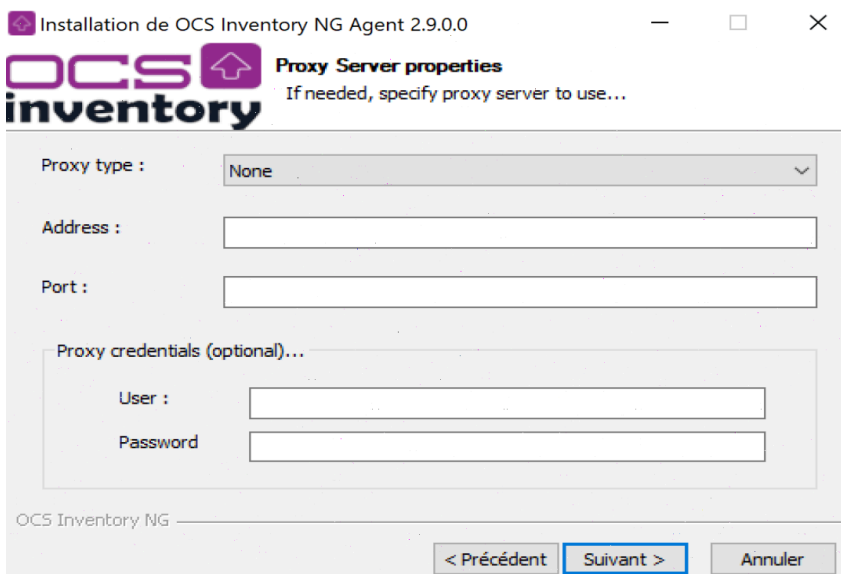 Installation de OCS Inventory NG Agent 2.9.0.0
OCS
inventory
Proxy Server properties
If needed, specify proxy server to use...
Proxy type :
None
Address :
Port :
Proxy credentials (optional)...
User :
Password
OCS Inventory NG
< Précédent
Suivant >
Annuler